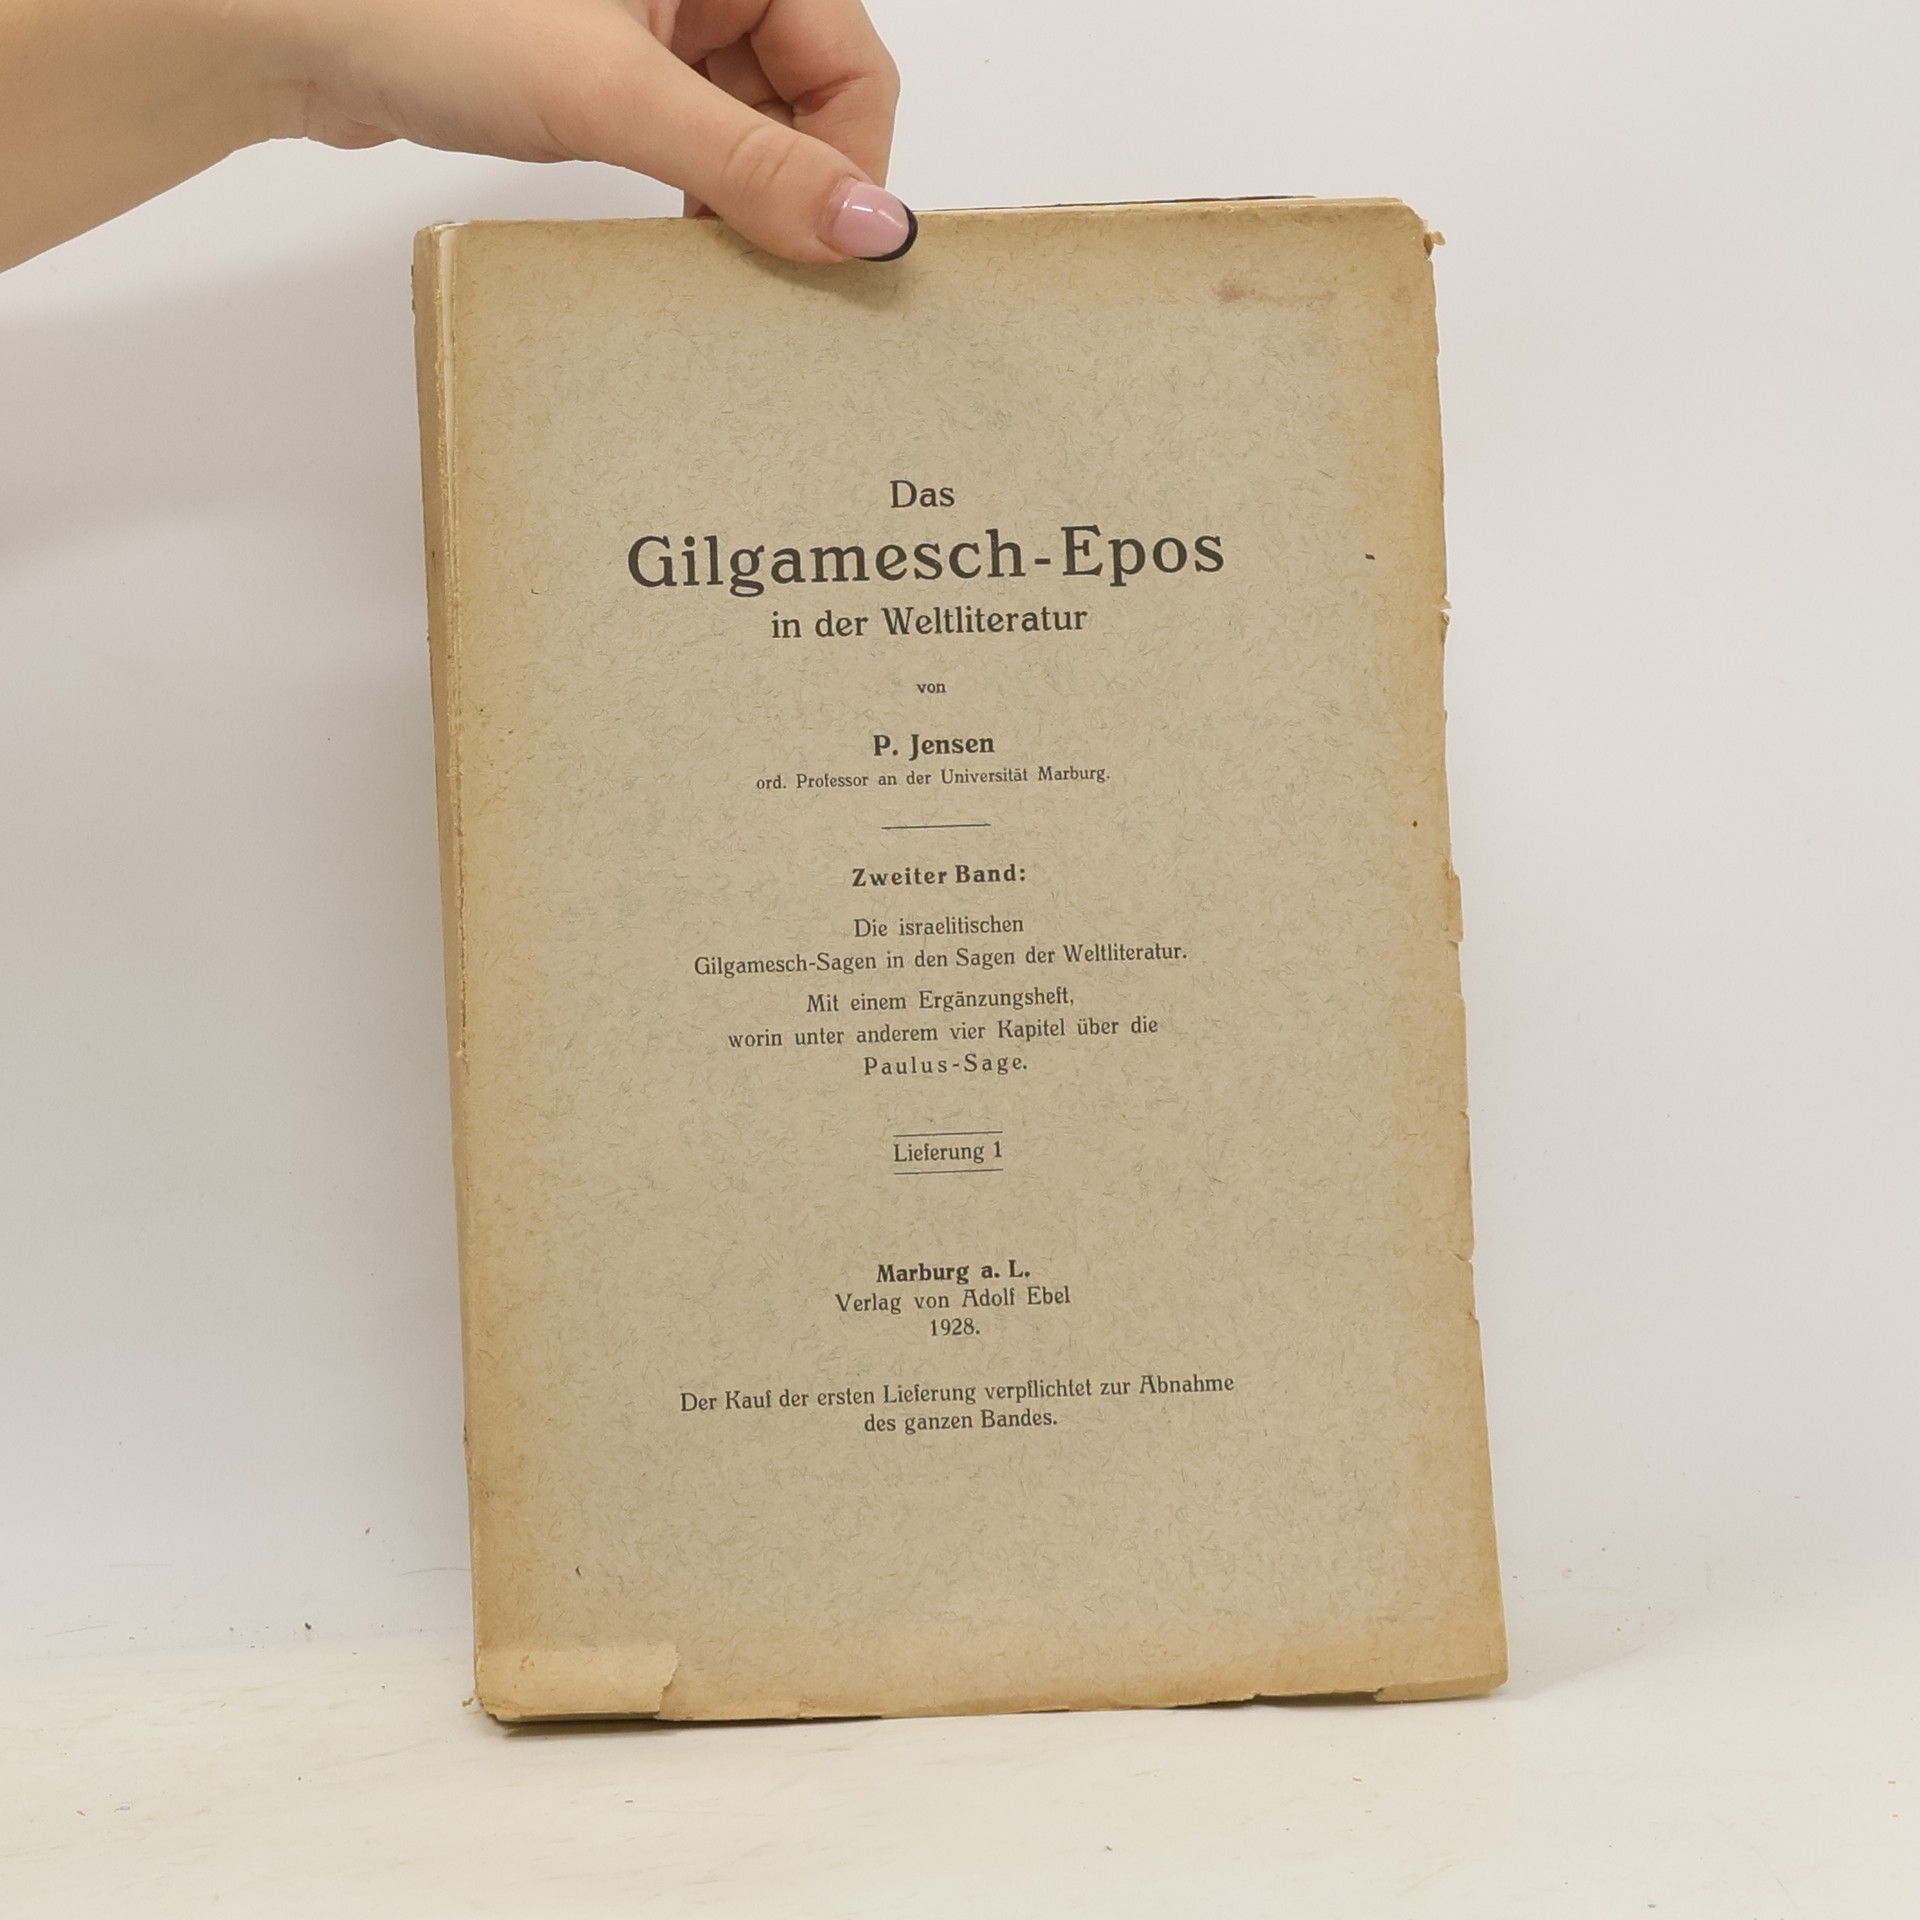 Das
Gilgamesch-Epos
in der Weltliteratur
von
P. Jensen
ord. Professor an der Universität Marburg.
Zweiter Band:
Die israelitischen
Gilgamesch-Sagen in den Sagen der Weltliteratur.
Mit einem Ergänzungsheft,
worin unter anderem vier Kapitel über die
Paulus-Sage.
Lieferung 1
Marburg a. L.
Verlag von Adolf Ebel
1928.
Der Kauf der ersten Lieferung verpflichtet zur Abnahme
des ganzen Bandes.